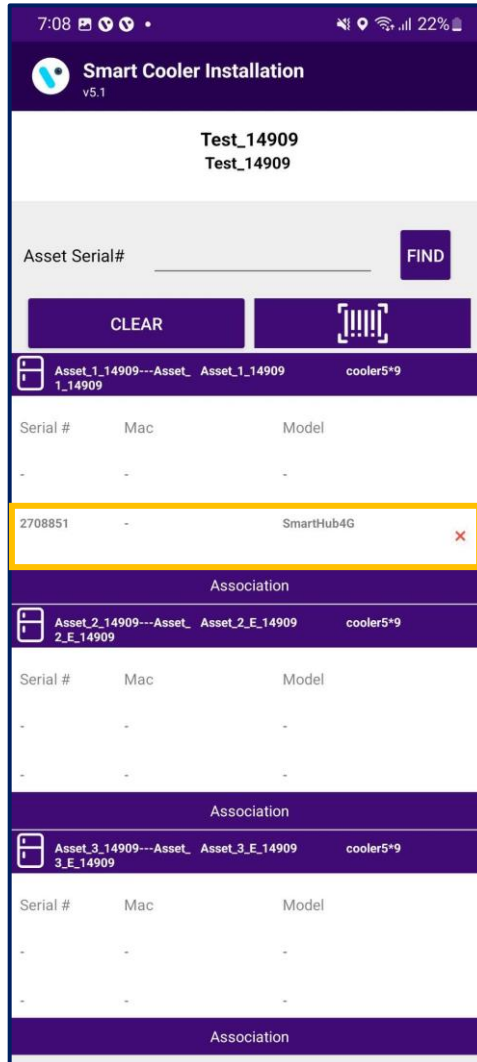 7:08 22%
Smart Cooler Installation
v5.1
Test_14909
Test_14909
Asset Serial# FIND
CLEAR
Asset_1_14909---Asset_ Asset_1_14909 cooler5*9
1_14909
Serial # Mac Model
- - -
2708851 - SmartHub4G ×
Association
Asset_2_14909---Asset_ Asset_2_E_14909 cooler5*9
2_E_14909
Serial # Mac Model
- - -
- - -
Association
Asset_3_14909---Asset_ Asset_3_E_14909 cooler5*9
3_E_14909
Serial # Mac Model
- - -
- - -
Association